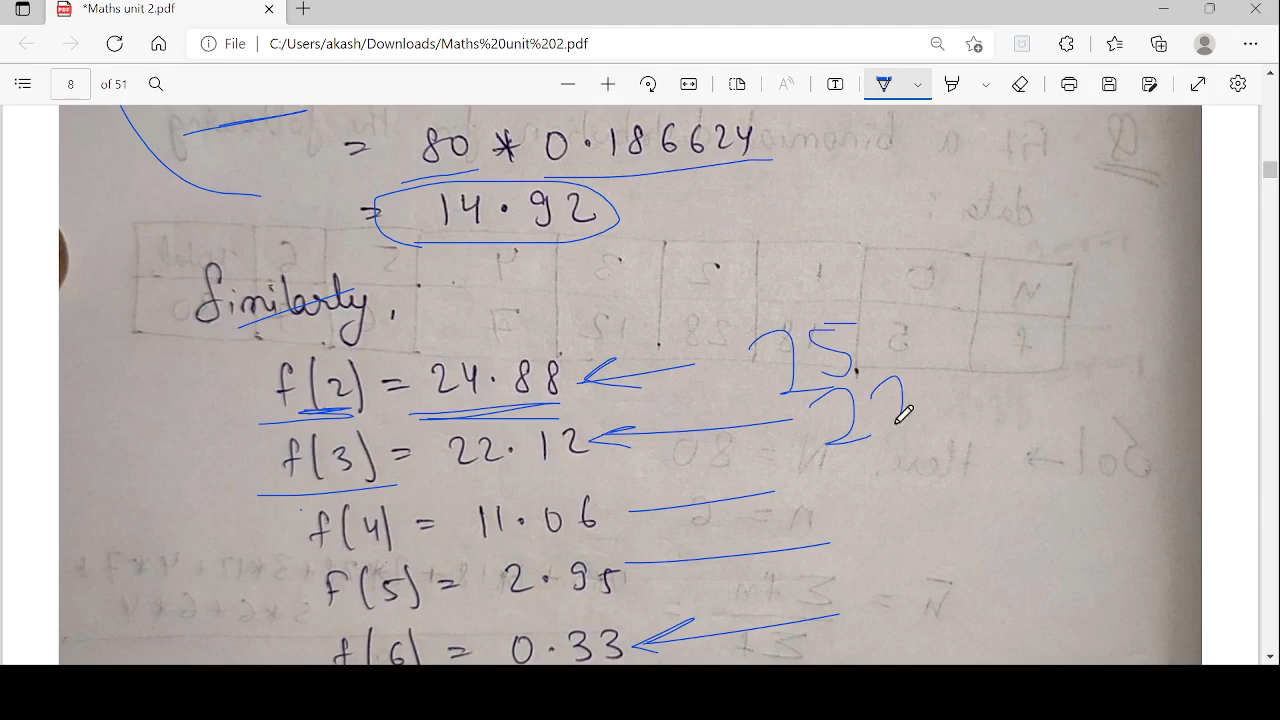 *Maths unit 2.pdf
File C:/Users/akash/Downloads/Maths%20unit%202.pdf
8 of 51
= 80 * 0.186624
= 14.92
Similarly,
f(2) = 24.88
25
f(3) = 22.12
22
f(4) = 11.06
f(5) = 2.95
f(6) = 0.33